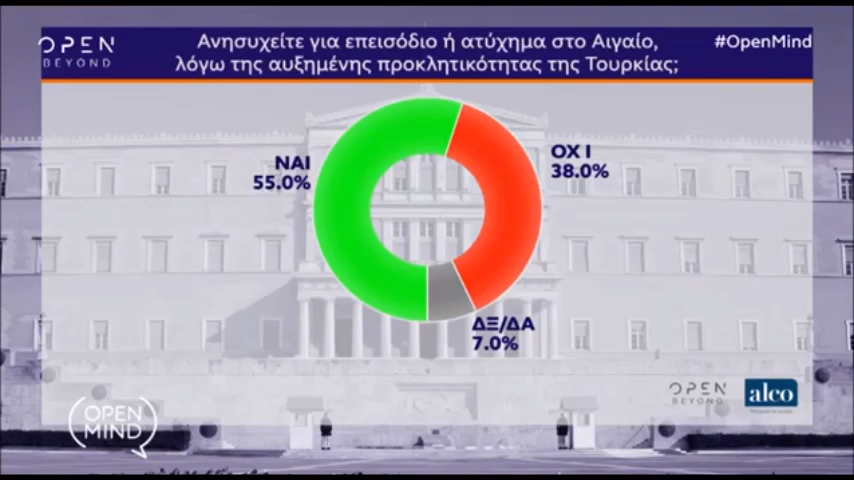 OPEN
BEYOND
Ανησυχείτε για επεισόδιο ή ατύχημα στο Αιγαίο,
λόγω της αυξημένης προκλητικότητας της Τουρκίας;
#OpenMind
ΝΑΙ
55.0%
ΟΧΙ
38.0%
ΔΞ/ΔΑ
7.0%
OPEN
BEYOND
alco
OPEN
MIND